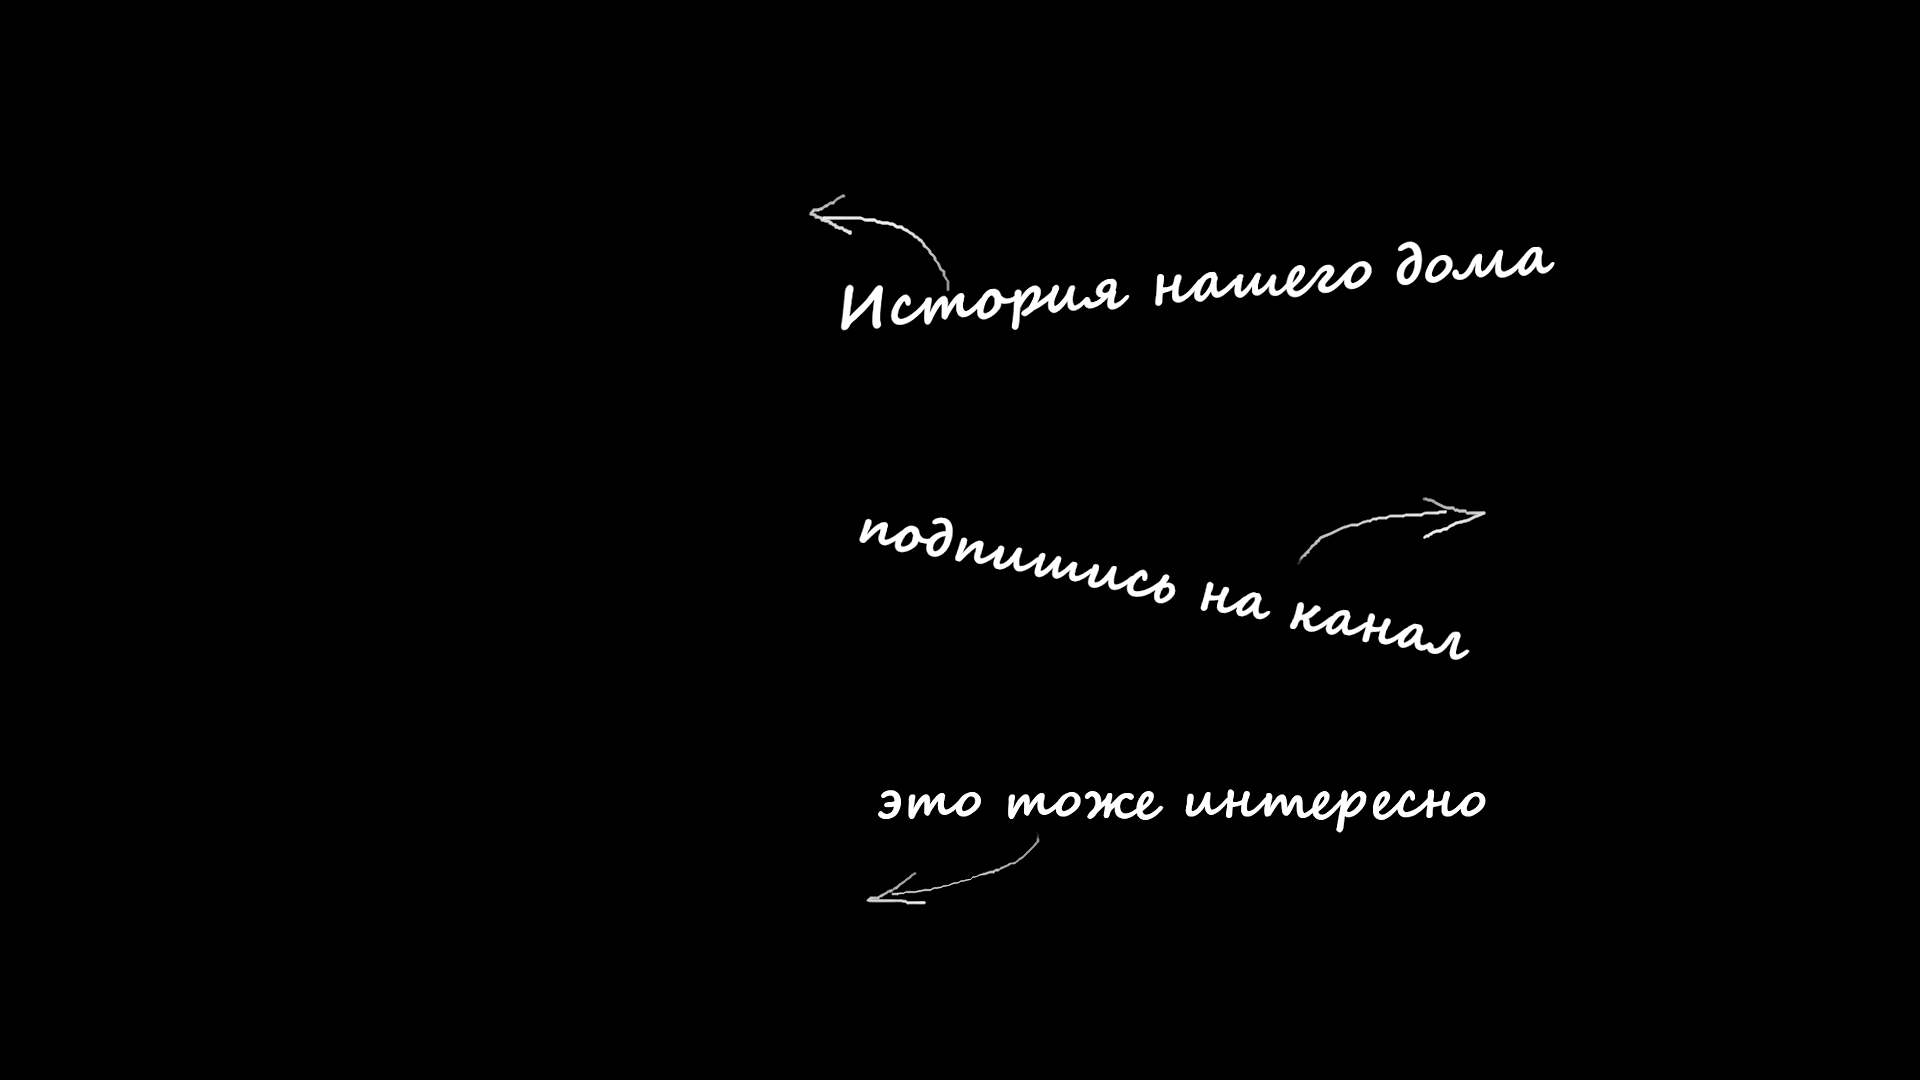 История нашего дома
подпишись на канал
это тоже интересно